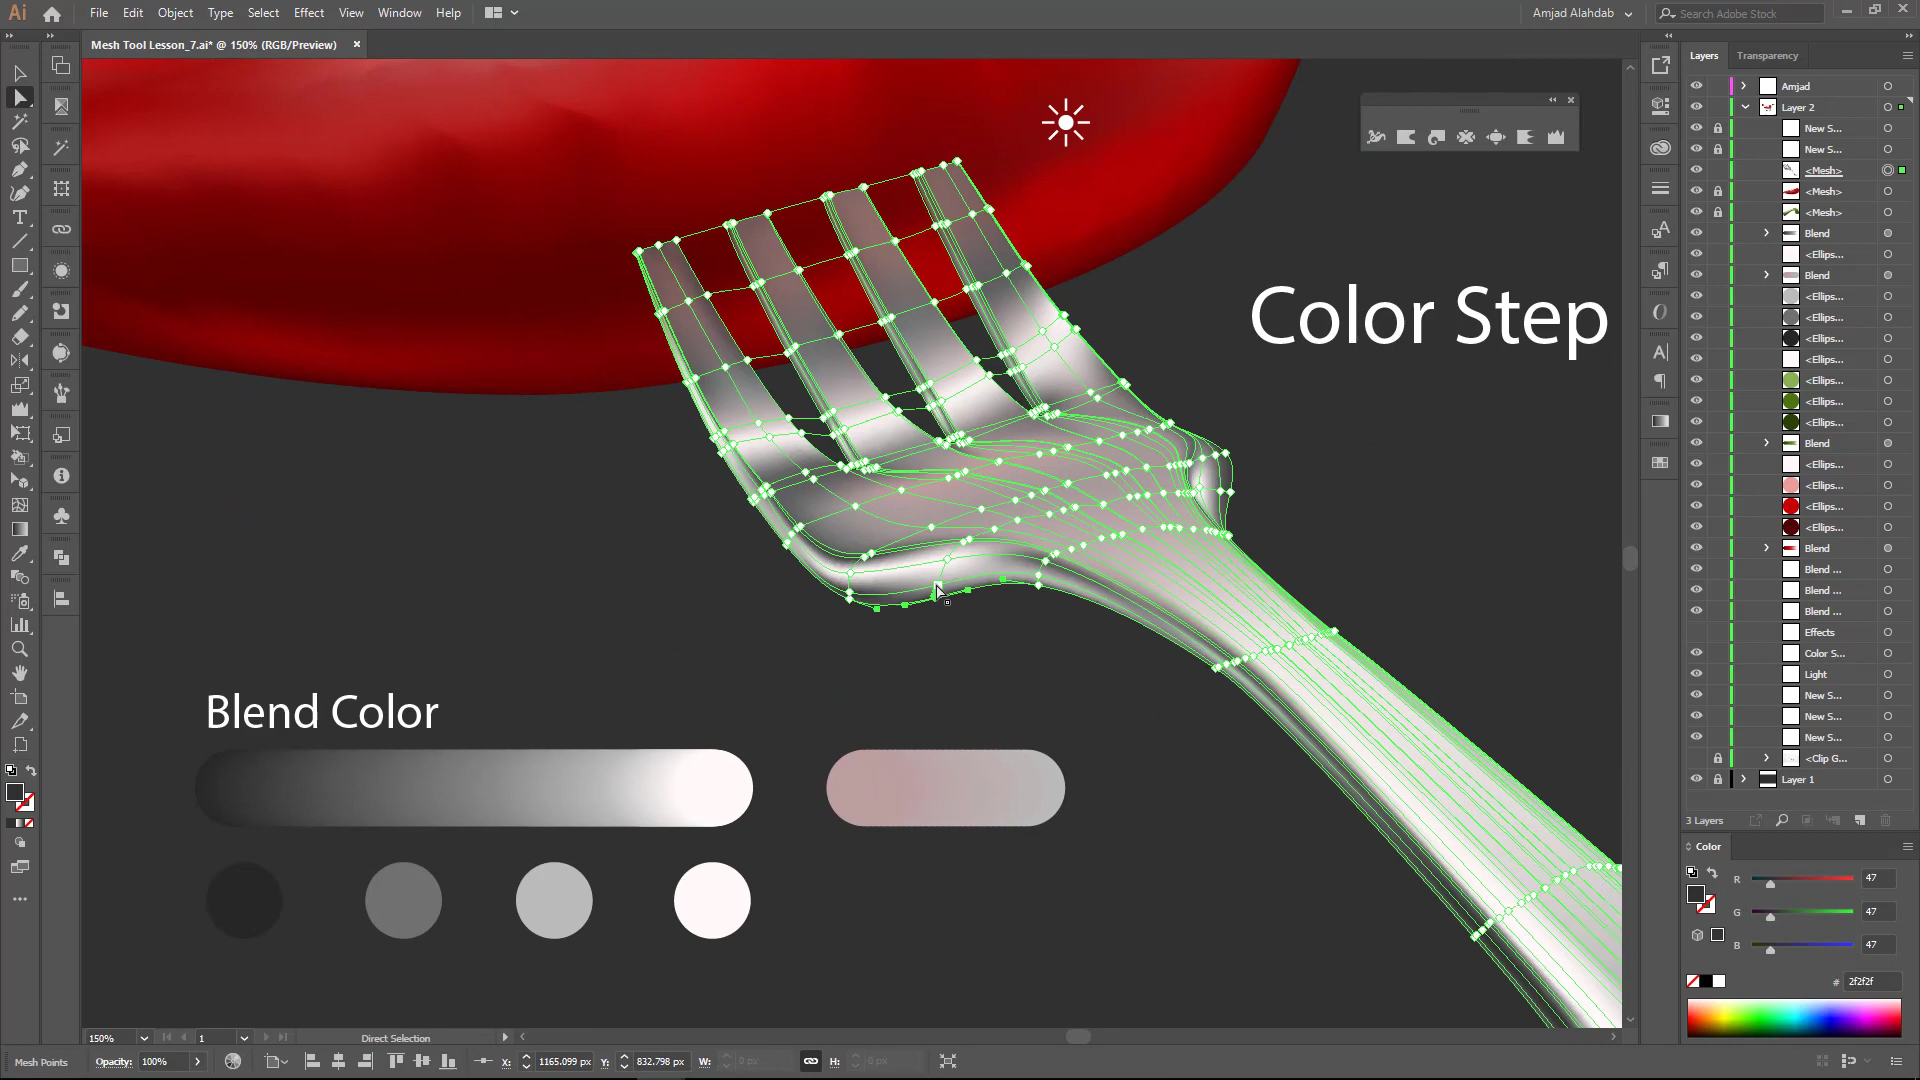 Ai
File Edit Object Type Select Effect View Window Help
Amjad Alahdab
Search Adobe Stock
Mesh Tool Lesson_7.ai* @ 150% (RGB/Preview)
Layers Transparency
Amjad
Layer 2
New S...
New S...
<Mesh>
<Mesh>
<Mesh>
Blend
<Ellips...
Blend
<Ellips...
<Ellips...
<Ellips...
<Ellips...
<Ellips...
<Ellips...
<Ellips...
Blend
<Ellips...
<Ellips...
<Ellips...
<Ellips...
Blend
Blend ...
Blend ...
Blend ...
Effects
Color S...
Light
New S...
New S...
New S...
<Clip G...
Layer 1
3 Layers
Color
R 47
G 47
B 47
# 2f2f2f
Color Step
Blend Color
150%
1
Direct Selection
Mesh Points
Opacity: 100%
X: 1165.099 px
Y: 832.798 px
W: 0 px
H: 0 px